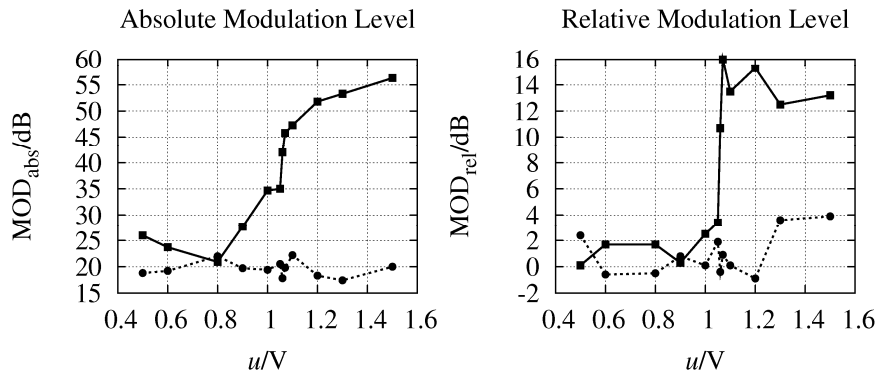 Absolute Modulation Level
MODabs/dB
60
55
50
45
40
35
30
25
20
15
0.4 0.6 0.8 1 1.2 1.4 1.6
u/V
Relative Modulation Level
MODrel/dB
16
14
12
10
8
6
4
2
0
-2
0.4 0.6 0.8 1 1.2 1.4 1.6
u/V